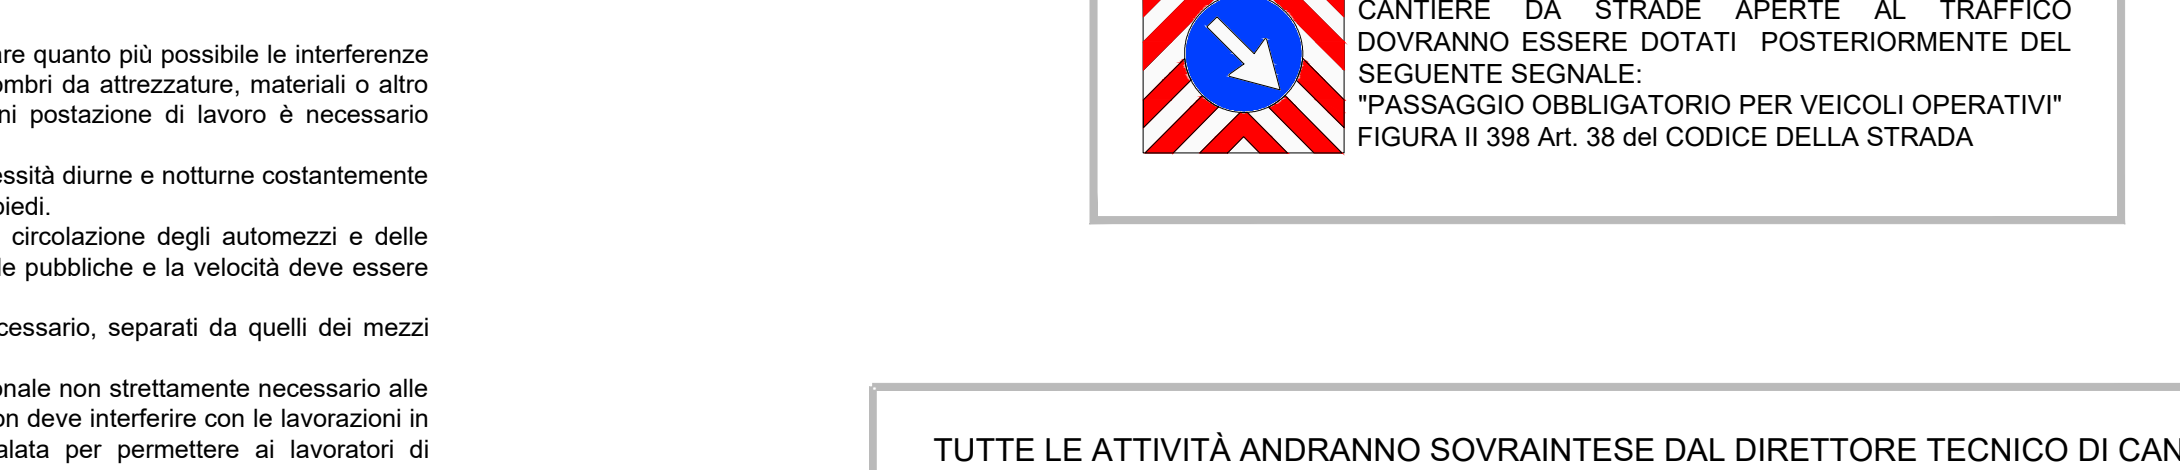 are quanto più possibile le interferenze
ombri da attrezzature, materiali o altro
ni postazione di lavoro è necessario
essità diurne e notturne costantemente
piedi.
circolazione degli automezzi e delle
le pubbliche e la velocità deve essere
cessario, separati da quelli dei mezzi
onale non strettamente necessario alle
on deve interferire con le lavorazioni in
alata per permettere ai lavoratori di
CANTIERE DA STRADE APERTE AL TRAFFICO
DOVRANNO ESSERE DOTATI POSTERIORMENTE DEL
SEGUENTE SEGNALE:
"PASSAGGIO OBBLIGATORIO PER VEICOLI OPERATIVI"
FIGURA II 398 Art. 38 del CODICE DELLA STRADA
TUTTE LE ATTIVITÀ ANDRANNO SOVRAINTESE DAL DIRETTORE TECNICO DI CAN